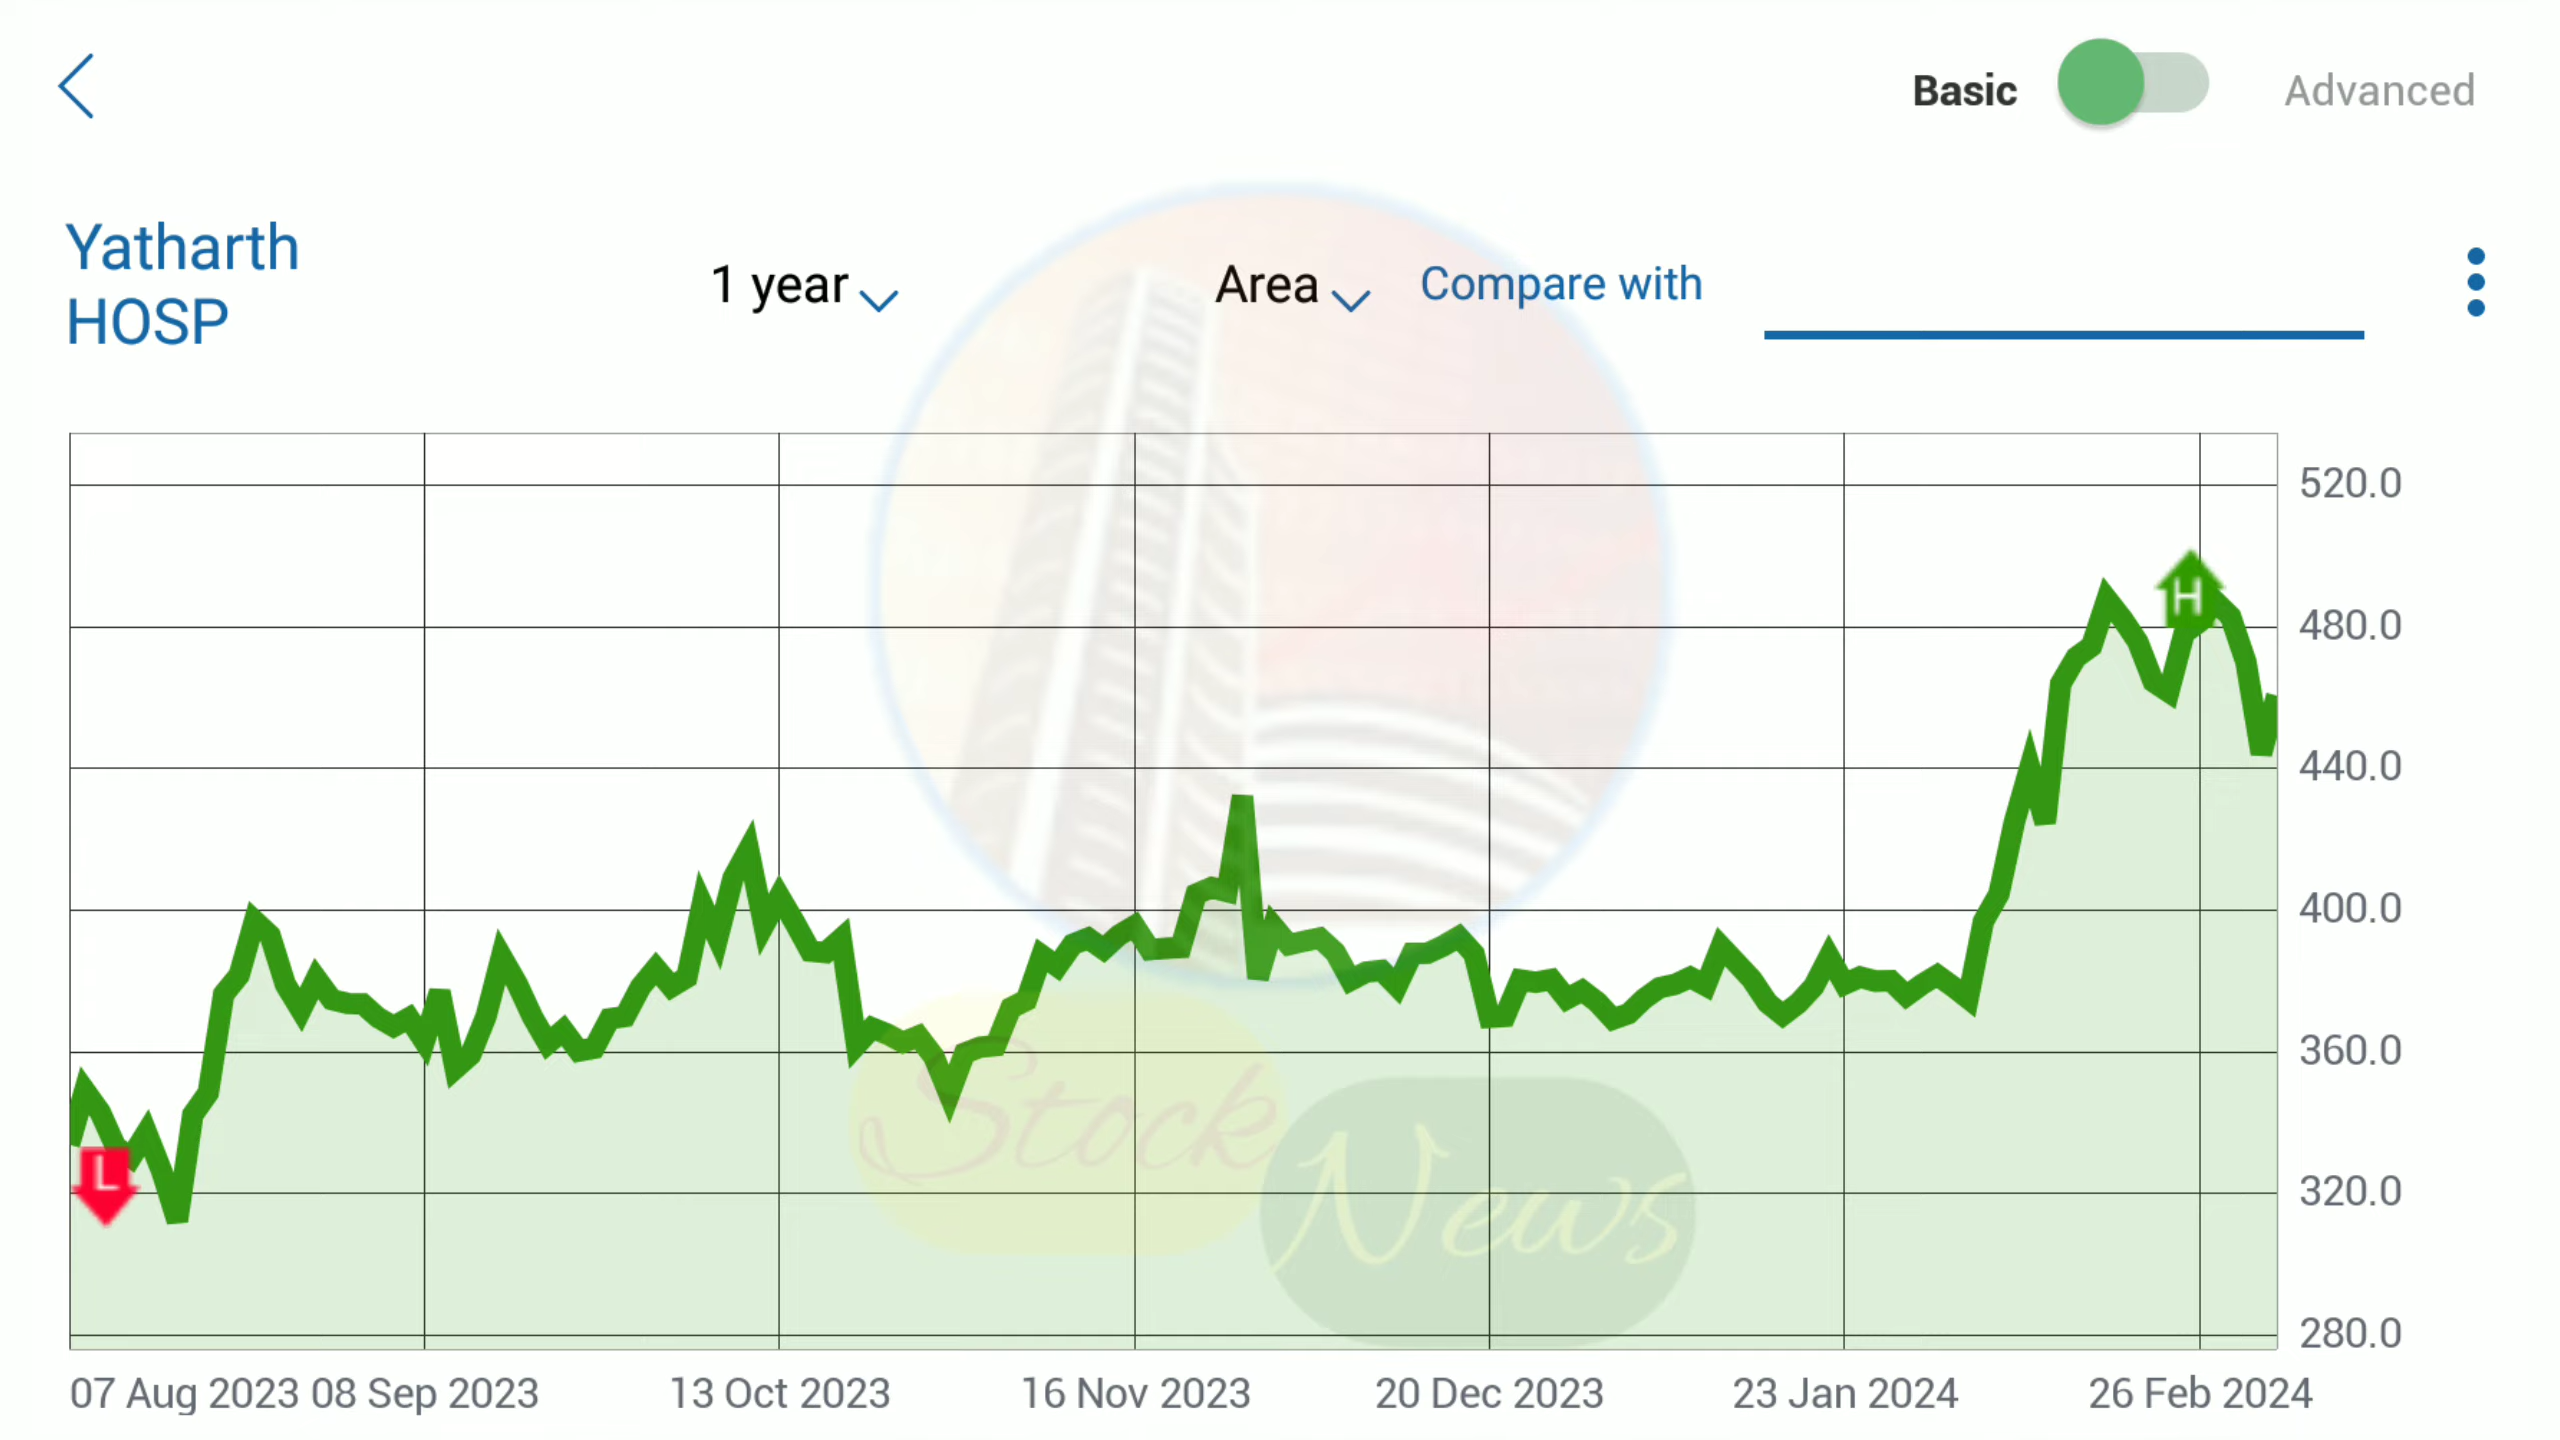 Basic Advanced
Yatharth
HOSP
1 year Area Compare with
520.0
H
480.0
440.0
400.0
360.0
L
320.0
280.0
Stock
News
07 Aug 2023 08 Sep 2023 13 Oct 2023 16 Nov 2023 20 Dec 2023 23 Jan 2024 26 Feb 2024